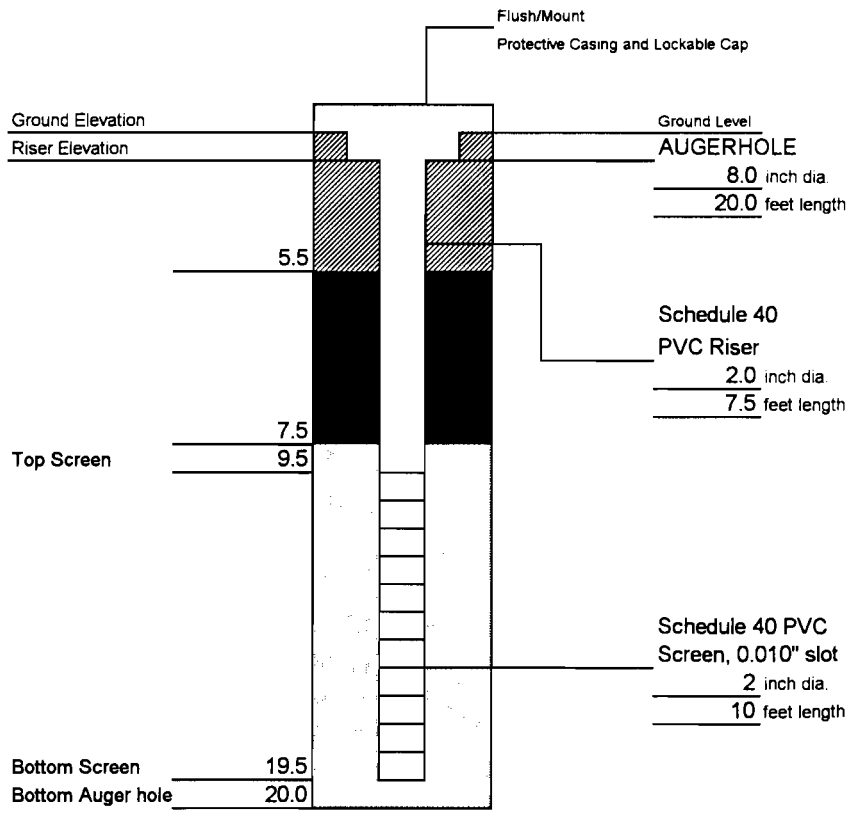 Flush/Mount
Protective Casing and Lockable Cap
Ground Elevation
Ground Level
Riser Elevation
AUGERHOLE
8.0 inch dia.
20.0 feet length
5.5
Schedule 40
PVC Riser
2.0 inch dia.
7.5 feet length
7.5
Top Screen 9.5
Schedule 40 PVC
Screen, 0.010" slot
2 inch dia.
10 feet length
Bottom Screen 19.5
Bottom Auger hole 20.0